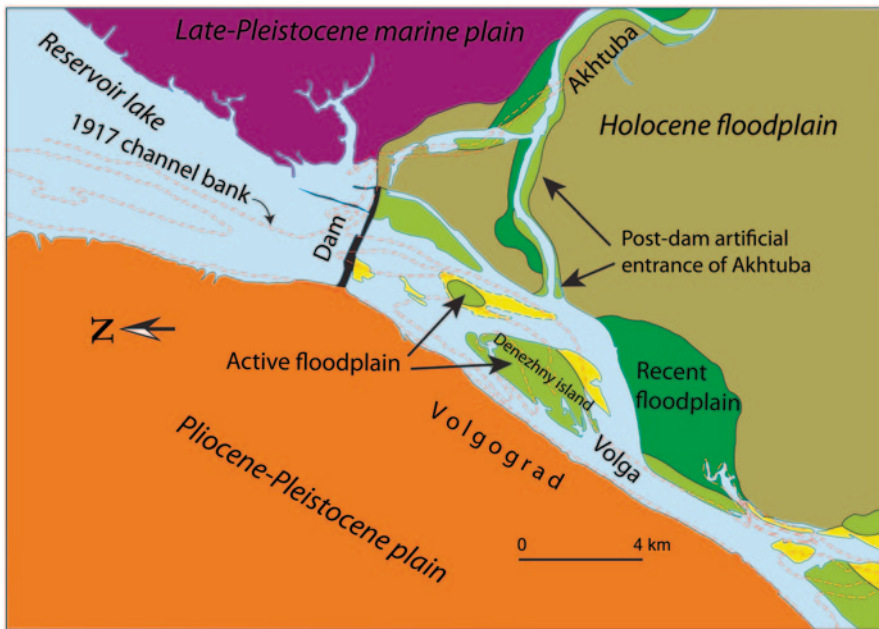 Late-Pleistocene marine plain
Reservoir lake
1917 channel bank
Akhtuba
Holocene floodplain
Dam
Post-dam artificial
entrance of Akhtuba
N
Active floodplain
Denezhny island
Recent
floodplain
Volgograd
Volga
Pliocene-Pleistocene
plain
0 4 km